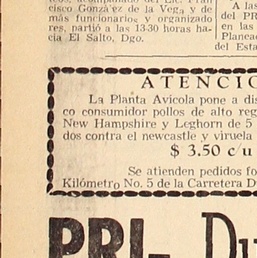 cisco González de la Vega y de
más funcionarios y organizado
res, partió a las 13·30 horas ha-
cia El Salto, Dgo.
A las
del PR
en las
Planea
del Esta
ATENCIO
La Planta Avícola pone a dis
co consumidor pollos de alto reg
New Hampshire y Leghorn de 5
dos contra el newcastle y viruela
$ 3.50 c/u
Se atienden pedidos fo
Kilómetro No. 5 de la Carretera D
PRI- Du